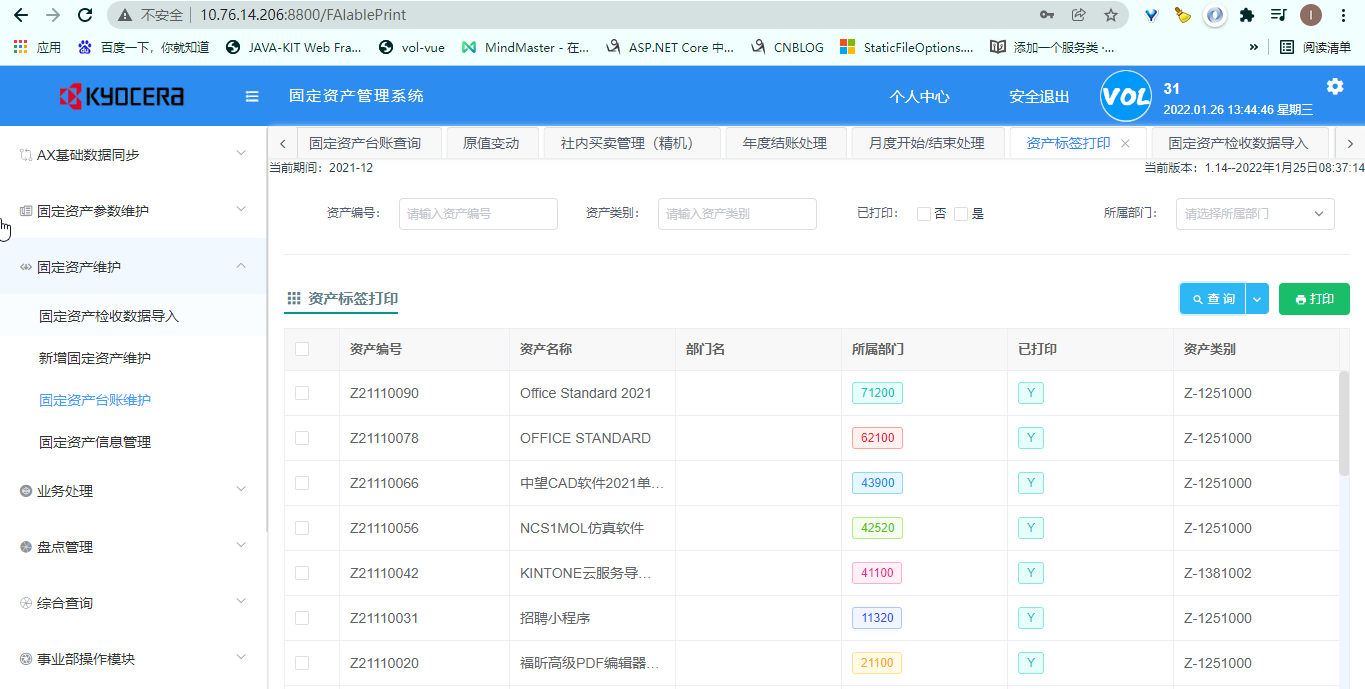 不安全 | 10.76.14.206:8800/FAlablePrint
I
应用 百度一下，你就知道 JAVA-KIT Web Fra... vol-vue MindMaster - 在... ASP.NET Core 中... CNBLOG StaticFileOptions.... 添加一个服务类 ·... » 阅读清单
KYOCERA 固定资产管理系统 个人中心 安全退出 VOL 31
2022.01.26 13:44:46 星期三
AX基础数据同步
固定资产参数维护
固定资产维护
固定资产检收数据导入
新增固定资产维护
固定资产台账维护
固定资产信息管理
业务处理
盘点管理
综合查询
事业部操作模块
固定资产台账查询 原值变动 社内买卖管理（精机） 年度结账处理 月度开始/结束处理 资产标签打印 × 固定资产检收数据导入
当前期间：2021-12 当前版本：1.14--2022年1月25日08:37:14
资产编号： 请输入资产编号 资产类别： 请输入资产类别 已打印： 否 是 所属部门： 请选择所属部门
资产标签打印 查 询 打印
资产编号 资产名称 部门名 所属部门 已打印 资产类别
Z21110090 Office Standard 2021 71200 Y Z-1251000
Z21110078 OFFICE STANDARD 62100 Y Z-1251000
Z21110066 中望CAD软件2021单... 43900 Y Z-1251000
Z21110056 NCS1MOL仿真软件 42520 Y Z-1251000
Z21110042 KINTONE云服务导... 41100 Y Z-1381002
Z21110031 招聘小程序 11320 Y Z-1251000
Z21110020 福昕高级PDF编辑器... 21100 Y Z-1251000